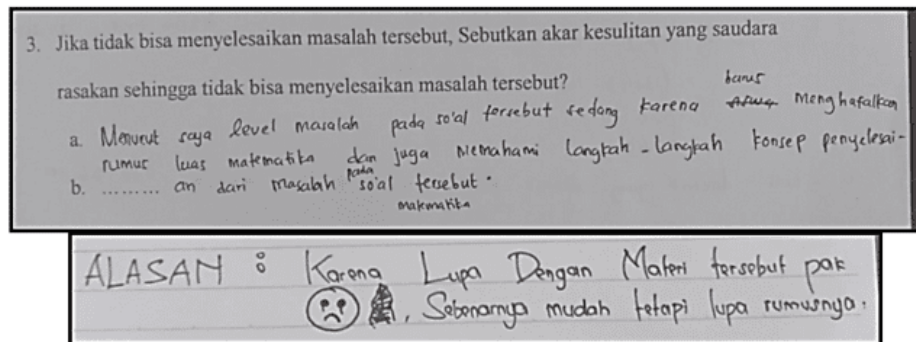 3. Jika tidak bisa menyelesaikan masalah tersebut, Sebutkan akar kesulitan yang saudara
rasakan sehingga tidak bisa menyelesaikan masalah tersebut?
harus
a. Menurut saya level masalah pada so'al tersebut sedang karena menghafalkan
rumus luas matematika dan juga memahami langkah-langkah konsep penyelesai-
b. ......... an dari masalah pada so'al tersebut.
matematika
ALASAN : Karena Lupa Dengan Materi tersebut pak
, Sebenarnya mudah tetapi lupa rumusnya.